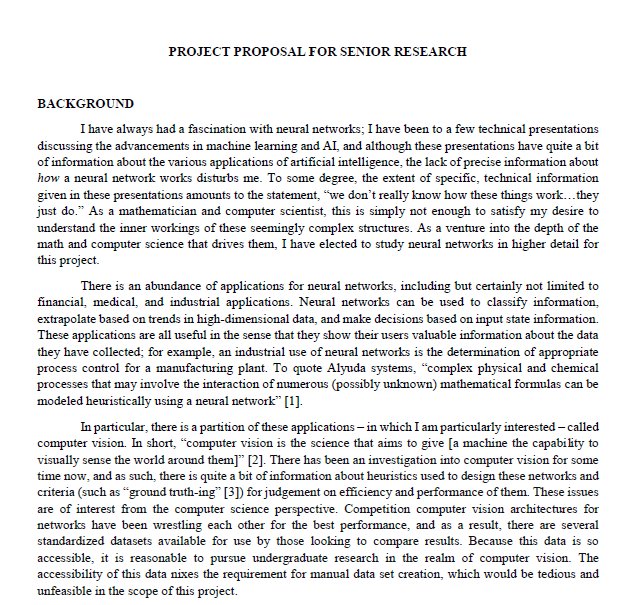 PROJECT PROPOSAL FOR SENIOR RESEARCH
BACKGROUND
I have always had a fascination with neural networks; I have been to a few technical presentations
discussing the advancements in machine learning and AI, and although these presentations have quite a bit
of information about the various applications of artificial intelligence, the lack of precise information about
how a neural network works disturbs me. To some degree, the extent of specific, technical information
given in these presentations amounts to the statement, “we don’t really know how these things work…they
just do.” As a mathematician and computer scientist, this is simply not enough to satisfy my desire to
understand the inner workings of these seemingly complex structures. As a venture into the depth of the
math and computer science that drives them, I have elected to study neural networks in higher detail for
this project.
There is an abundance of applications for neural networks, including but certainly not limited to
financial, medical, and industrial applications. Neural networks can be used to classify information,
extrapolate based on trends in high-dimensional data, and make decisions based on input state information.
These applications are all useful in the sense that they show their users valuable information about the data
they have collected; for example, an industrial use of neural networks is the determination of appropriate
process control for a manufacturing plant. To quote Alyuda systems, “complex physical and chemical
processes that may involve the interaction of numerous (possibly unknown) mathematical formulas can be
modeled heuristically using a neural network” [1].
In particular, there is a partition of these applications – in which I am particularly interested – called
computer vision. In short, “computer vision is the science that aims to give [a machine the capability to
visually sense the world around them]” [2]. There has been an investigation into computer vision for some
time now, and as such, there is quite a bit of information about heuristics used to design these networks and
criteria (such as “ground truth-ing” [3]) for judgement on efficiency and performance of them. These issues
are of interest from the computer science perspective. Competition computer vision architectures for
networks have been wrestling each other for the best performance, and as a result, there are several
standardized datasets available for use by those looking to compare results. Because this data is so
accessible, it is reasonable to pursue undergraduate research in the realm of computer vision. The
accessibility of this data nixes the requirement for manual data set creation, which would be tedious and
unfeasible in the scope of this project.